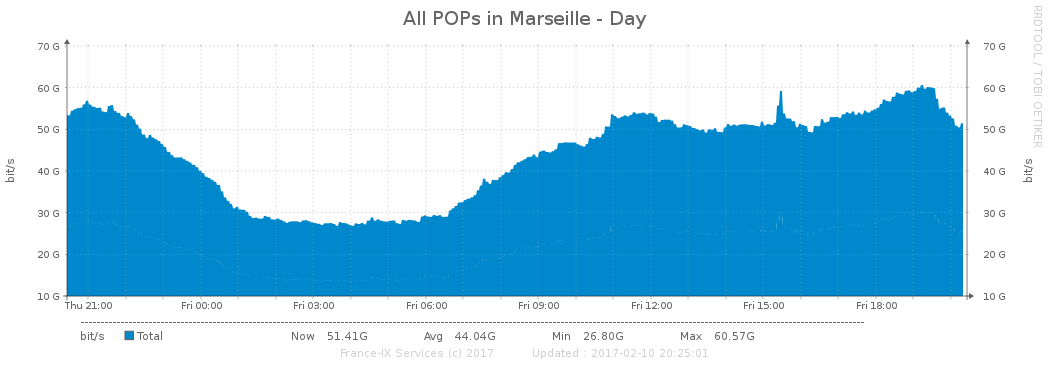 All POPs in Marseille - Day
RRDTOOL / TOBI OETIKER
70 G 70 G
60 G 60 G
50 G 50 G
40 G 40 G
30 G 30 G
20 G 20 G
10 G 10 G
bit/s
bit/s
Thu 21:00 Fri 00:00 Fri 03:00 Fri 06:00 Fri 09:00 Fri 12:00 Fri 15:00 Fri 18:00
bit/s Total Now 51.41G Avg 44.04G Min 26.80G Max 60.57G
France-IX Services (c) 2017 Updated : 2017-02-10 20:25:01